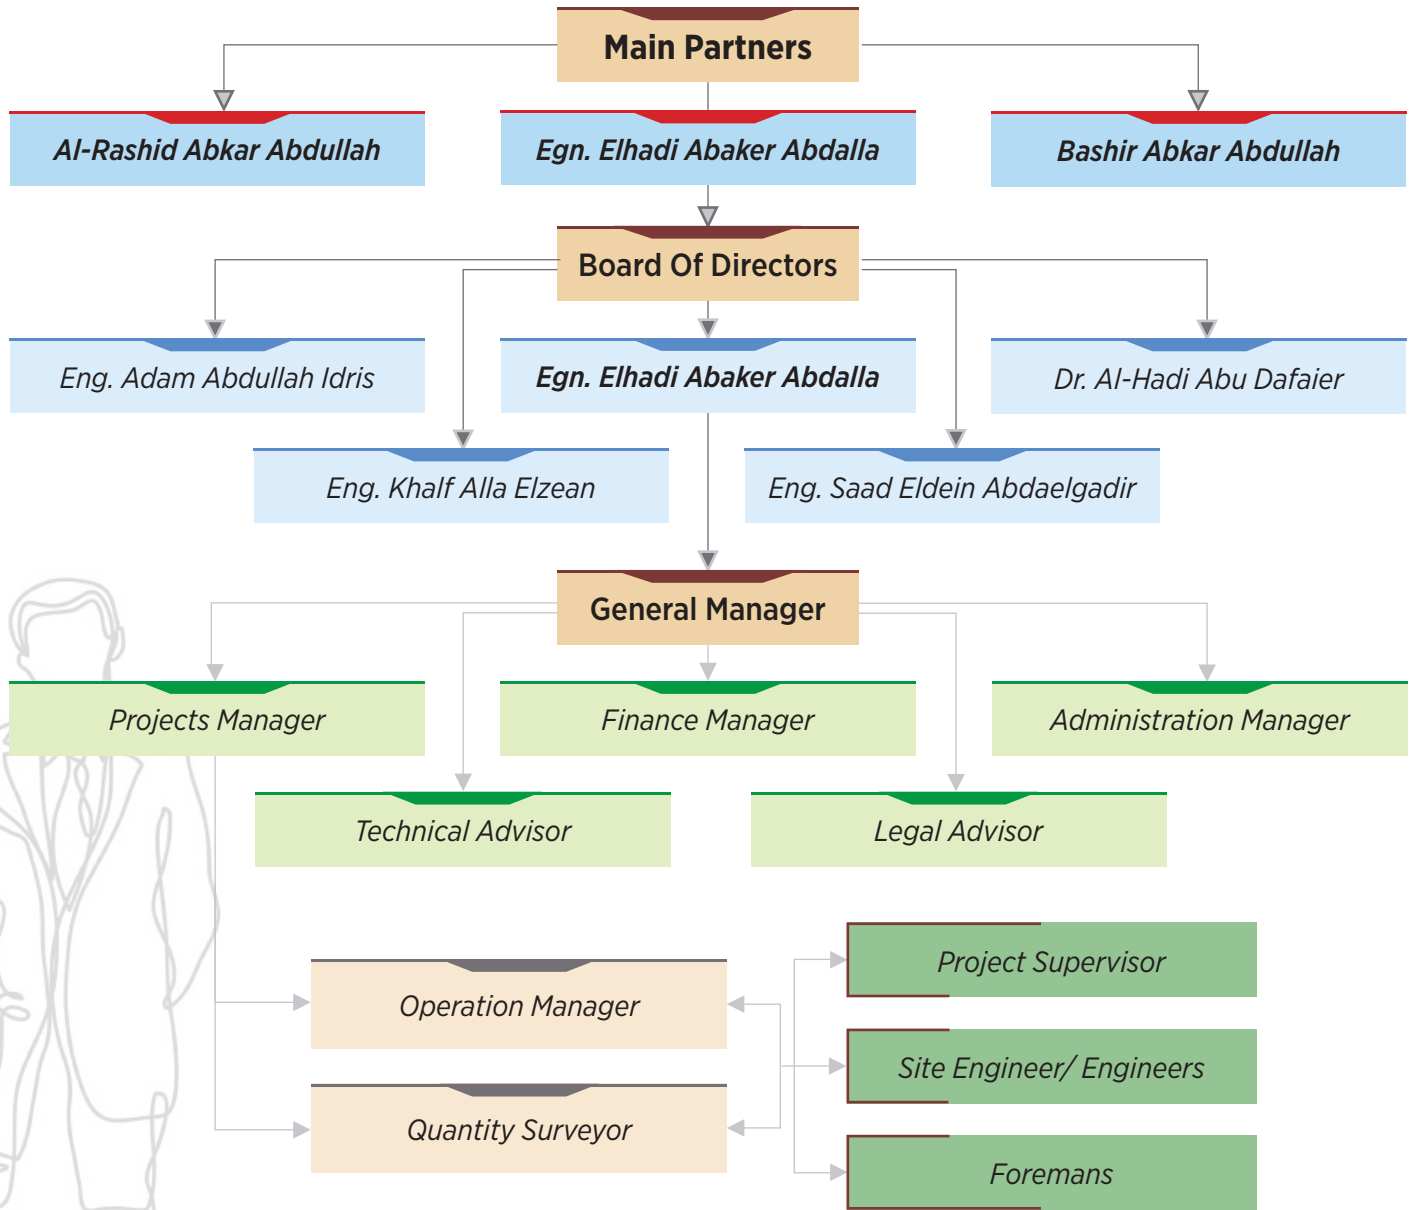 Main Partners
Al-Rashid Abkar Abdullah
Egn. Elhadi Abaker Abdalla
Bashir Abkar Abdullah
Board Of Directors
Eng. Adam Abdullah Idris
Egn. Elhadi Abaker Abdalla
Dr. Al-Hadi Abu Dafaier
Eng. Khalf Alla Elzean
Eng. Saad Eldein Abdaelgadir
General Manager
Projects Manager
Finance Manager
Administration Manager
Technical Advisor
Legal Advisor
Project Supervisor
Operation Manager
Site Engineer/ Engineers
Quantity Surveyor
Foremans